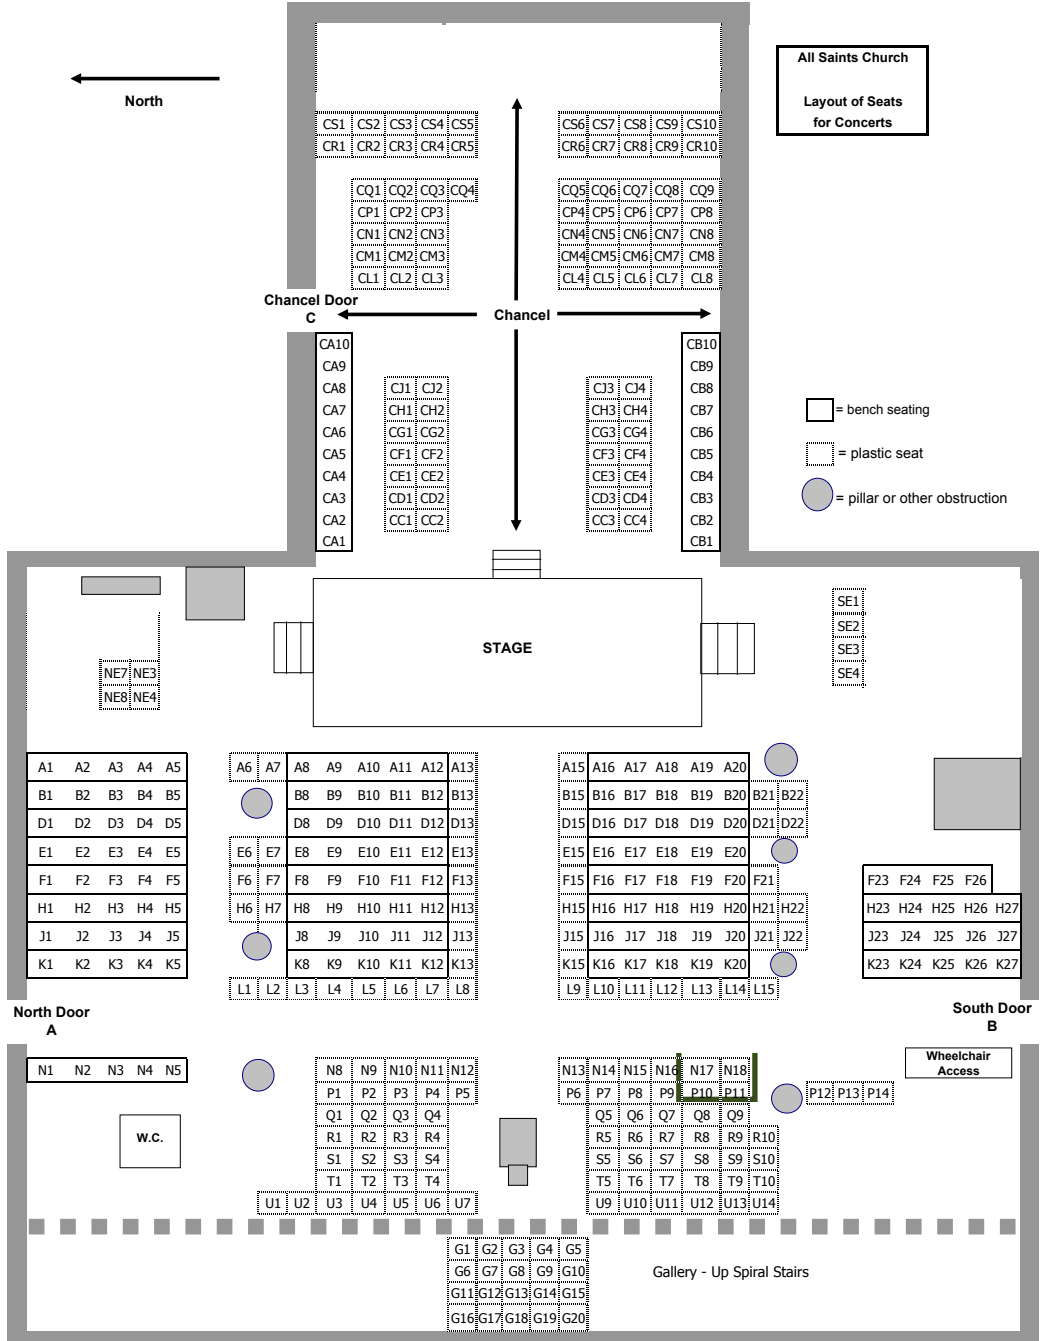 All Saints Church
Layout of Seats
for Concerts
North
CS1 CS2 CS3 CS4 CS5 CS6 CS7 CS8 CS9 CS10
CR1 CR2 CR3 CR4 CR5 CR6 CR7 CR8 CR9 CR10
CQ1 CQ2 CQ3 CQ4 CQ5 CQ6 CQ7 CQ8 CQ9
CP1 CP2 CP3 CP4 CP5 CP6 CP7 CP8
CN1 CN2 CN3 CN4 CN5 CN6 CN7 CN8
CM1 CM2 CM3 CM4 CM5 CM6 CM7 CM8
CL1 CL2 CL3 CL4 CL5 CL6 CL7 CL8
Chancel Door
C
Chancel
CA10 CB10
CA9 CB9
CA8 CJ1 CJ2 CJ3 CJ4 CB8
CA7 CH1 CH2 CH3 CH4 CB7
CA6 CG1 CG2 CG3 CG4 CB6
CA5 CF1 CF2 CF3 CF4 CB5
CA4 CE1 CE2 CE3 CE4 CB4
CA3 CD1 CD2 CD3 CD4 CB3
CA2 CC1 CC2 CC3 CC4 CB2
CA1 CB1
= bench seating
= plastic seat
= pillar or other obstruction
STAGE
SE1
SE2
SE3
SE4
NE7 NE3
NE8 NE4
A1 A2 A3 A4 A5 A6 A7 A8 A9 A10 A11 A12 A13 A15 A16 A17 A18 A19 A20
B1 B2 B3 B4 B5 B8 B9 B10 B11 B12 B13 B15 B16 B17 B18 B19 B20 B21 B22
D1 D2 D3 D4 D5 D8 D9 D10 D11 D12 D13 D15 D16 D17 D18 D19 D20 D21 D22
E1 E2 E3 E4 E5 E6 E7 E8 E9 E10 E11 E12 E13 E15 E16 E17 E18 E19 E20
F1 F2 F3 F4 F5 F6 F7 F8 F9 F10 F11 F12 F13 F15 F16 F17 F18 F19 F20 F21 F23 F24 F25 F26
H1 H2 H3 H4 H5 H6 H7 H8 H9 H10 H11 H12 H13 H15 H16 H17 H18 H19 H20 H21 H22 H23 H24 H25 H26 H27
J1 J2 J3 J4 J5 J8 J9 J10 J11 J12 J13 J15 J16 J17 J18 J19 J20 J21 J22 J23 J24 J25 J26 J27
K1 K2 K3 K4 K5 K8 K9 K10 K11 K12 K13 K15 K16 K17 K18 K19 K20 K23 K24 K25 K26 K27
L1 L2 L3 L4 L5 L6 L7 L8 L9 L10 L11 L12 L13 L14 L15
North Door
A
South Door
B
Wheelchair
Access
N1 N2 N3 N4 N5 N8 N9 N10 N11 N12 N13 N14 N15 N16 N17 N18
P1 P2 P3 P4 P5 P6 P7 P8 P9 P10 P11 P12 P13 P14
Q1 Q2 Q3 Q4 Q5 Q6 Q7 Q8 Q9
W.C.
R1 R2 R3 R4 R5 R6 R7 R8 R9 R10
S1 S2 S3 S4 S5 S6 S7 S8 S9 S10
T1 T2 T3 T4 T5 T6 T7 T8 T9 T10
U1 U2 U3 U4 U5 U6 U7 U9 U10 U11 U12 U13 U14
G1 G2 G3 G4 G5
G6 G7 G8 G9 G10
G11 G12 G13 G14 G15
G16 G17 G18 G19 G20
Gallery - Up Spiral Stairs